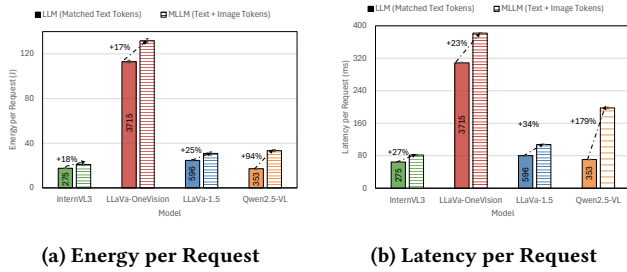 LLM (Matched Text Tokens) MLLM (Text + Image Tokens)
Energy per Request (J)
120
80
40
0
+18%
+17%
+25%
+94%
275
3715
596
353
InternVL3 LLaVa-OneVision LLaVa-1.5 Qwen2.5-VL
Model
(a) Energy per Request
LLM (Matched Text Tokens) MLLM (Text + Image Tokens)
Latency per Request (ms)
400
320
240
160
80
0
+27%
+23%
+34%
+179%
275
3715
596
353
InternVL3 LLaVa-OneVision LLaVa-1.5 Qwen2.5-VL
Model
(b) Latency per Request